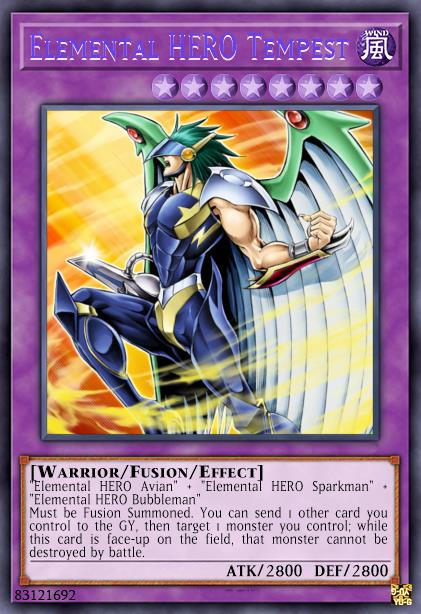 Elemental HERO Tempest
WIND
風
[Warrior/Fusion/Effect]
"Elemental HERO Avian" + "Elemental HERO Sparkman" +
"Elemental HERO Bubbleman"
Must be Fusion Summoned. You can send 1 other card you
control to the GY, then target 1 monster you control; while
this card is face-up on the field, that monster cannot be
destroyed by battle.
ATK/2800 DEF/2800
83121692